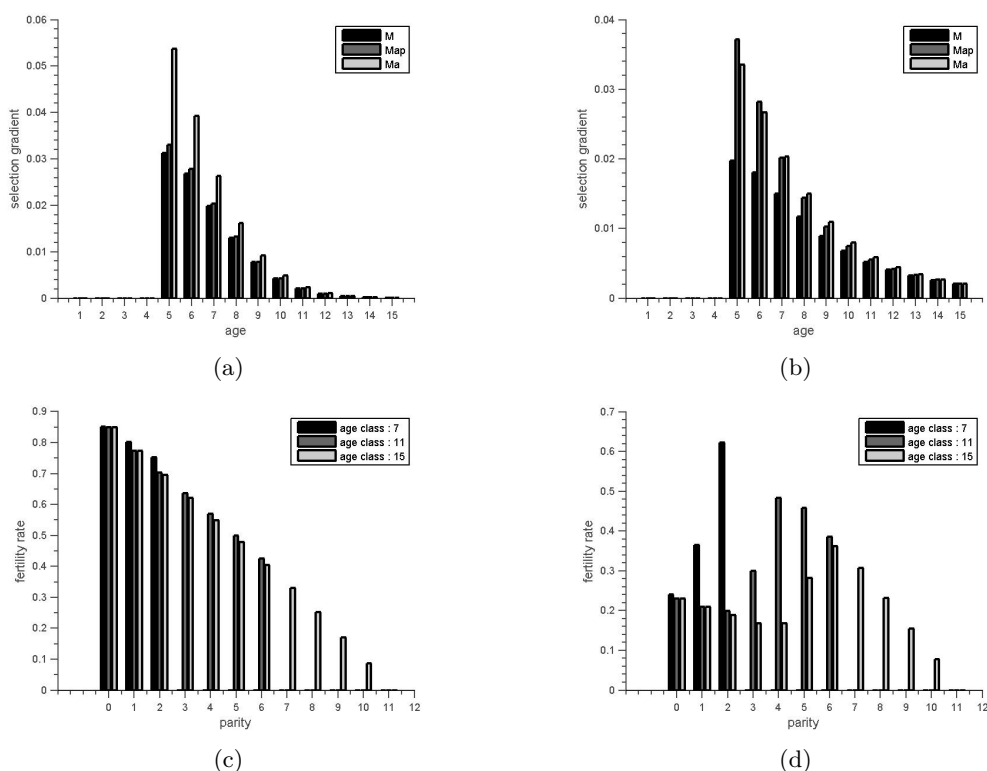 0.06
0.05
0.04
0.03
0.02
0.01
0
selection gradient
M
Map
Ma
1 2 3 4 5 6 7 8 9 10 11 12 13 14 15
age
(a)
0.04
0.03
0.02
0.01
0
selection gradient
M
Map
Ma
1 2 3 4 5 6 7 8 9 10 11 12 13 14 15
age
(b)
0.9
0.8
0.7
0.6
0.5
0.4
0.3
0.2
0.1
0
fertility rate
age class : 7
age class : 11
age class : 15
0 1 2 3 4 5 6 7 8 9 10 11 12
parity
(c)
0.7
0.6
0.5
0.4
0.3
0.2
0.1
0
fertility rate
age class : 7
age class : 11
age class : 15
0 1 2 3 4 5 6 7 8 9 10 11 12
parity
(d)